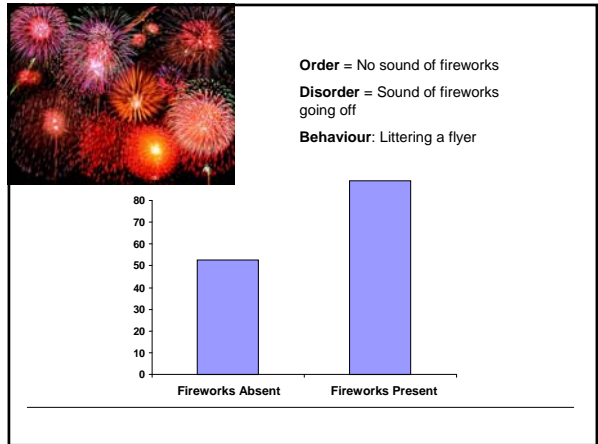 Order = No sound of fireworks
Disorder = Sound of fireworks
going off
Behaviour: Littering a flyer
80
70
60
50
40
30
20
10
0
Fireworks Absent Fireworks Present